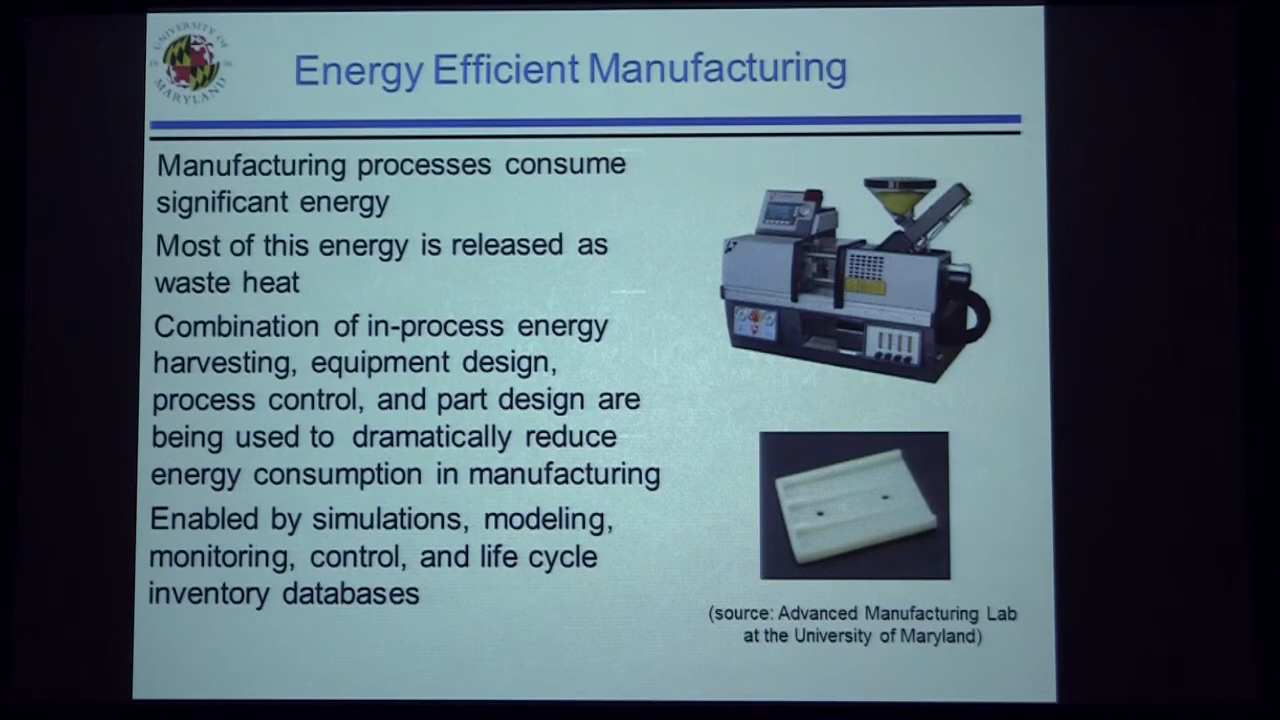 UNIVERSITY OF
MARYLAND
Energy Efficient Manufacturing
Manufacturing processes consume
significant energy
Most of this energy is released as
waste heat
Combination of in-process energy
harvesting, equipment design,
process control, and part design are
being used to dramatically reduce
energy consumption in manufacturing
Enabled by simulations, modeling,
monitoring, control, and life cycle
inventory databases
(source: Advanced Manufacturing Lab
at the University of Maryland)